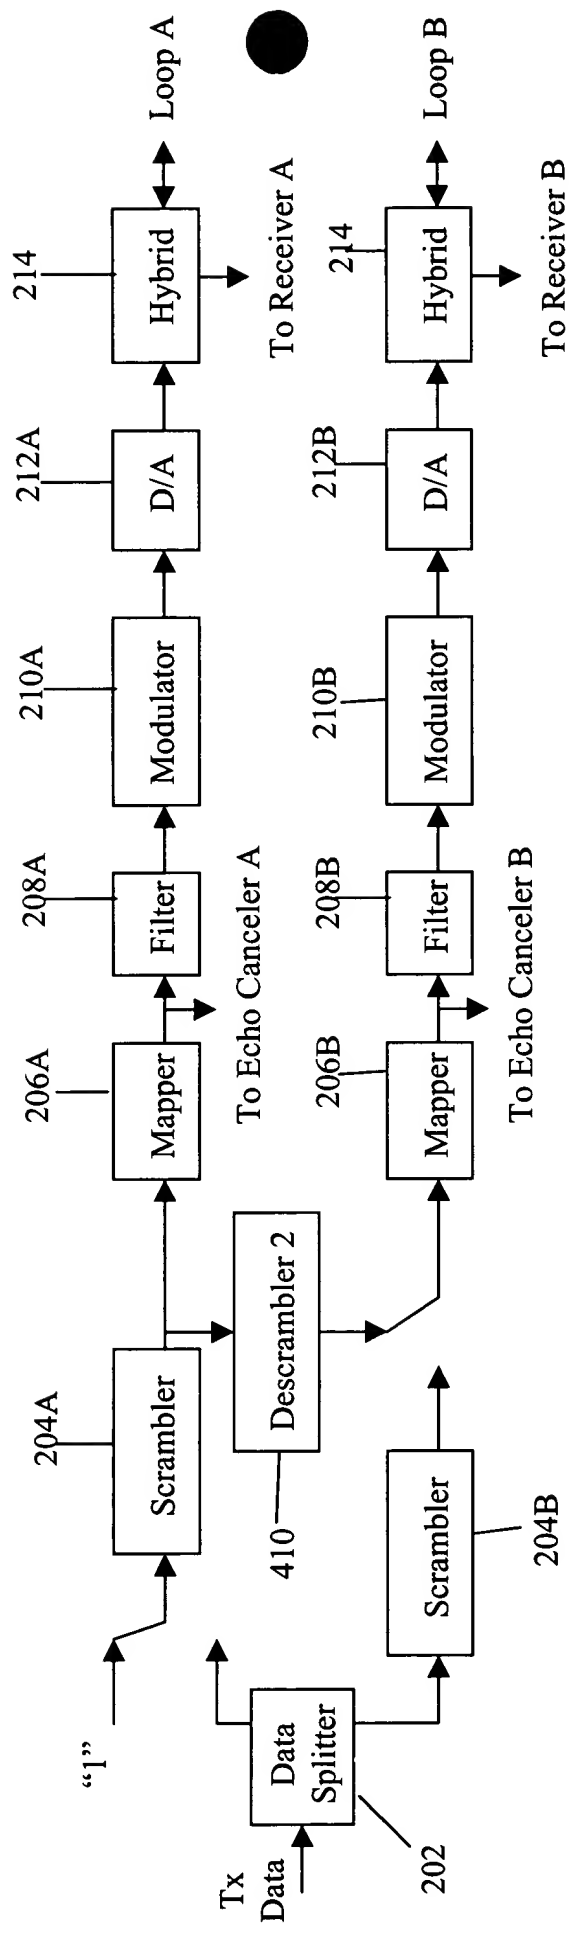 Tx
Data
202
Data
Splitter
"1"
204A
Scrambler
410
Descrambler 2
Scrambler
204B
206A
Mapper
To Echo Canceler A
208A
Filter
210A
Modulator
212A
D/A
214
Hybrid
Loop A
To Receiver A
206B
Mapper
To Echo Canceler B
208B
Filter
210B
Modulator
212B
D/A
214
Hybrid
Loop B
To Receiver B